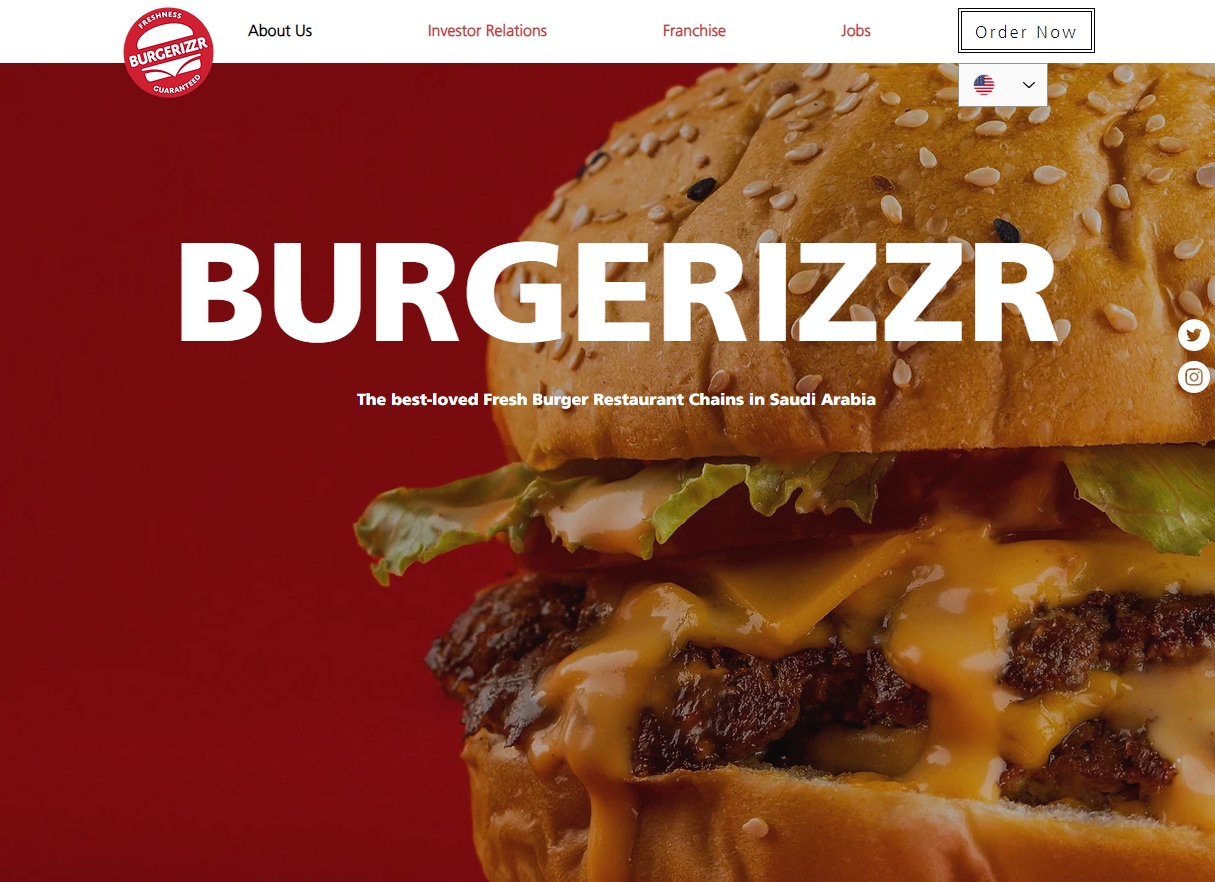 FRESHNESS
BURGERIZZR
GUARANTEED
About Us
Investor Relations
Franchise
Jobs
Order Now
BURGERIZZR
The best-loved Fresh Burger Restaurant Chains in Saudi Arabia